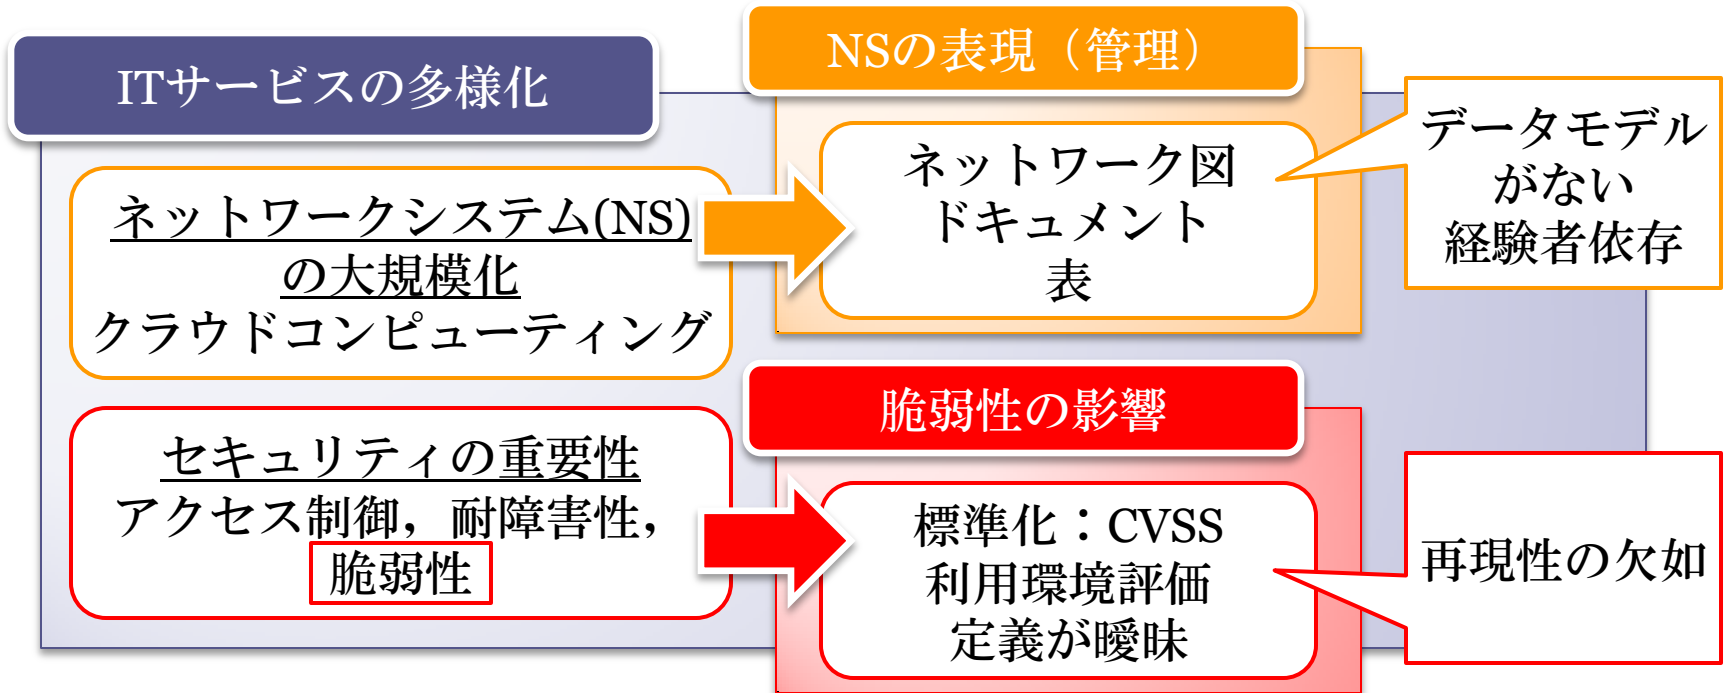 ITサービスの多様化
ネットワークシステム(NS)
の大規模化
クラウドコンピューティング
セキュリティの重要性
アクセス制御，耐障害性，
脆弱性
NSの表現（管理）
ネットワーク図
ドキュメント
表
データモデル
がない
経験者依存
脆弱性の影響
標準化：CVSS
利用環境評価
定義が曖昧
再現性の欠如